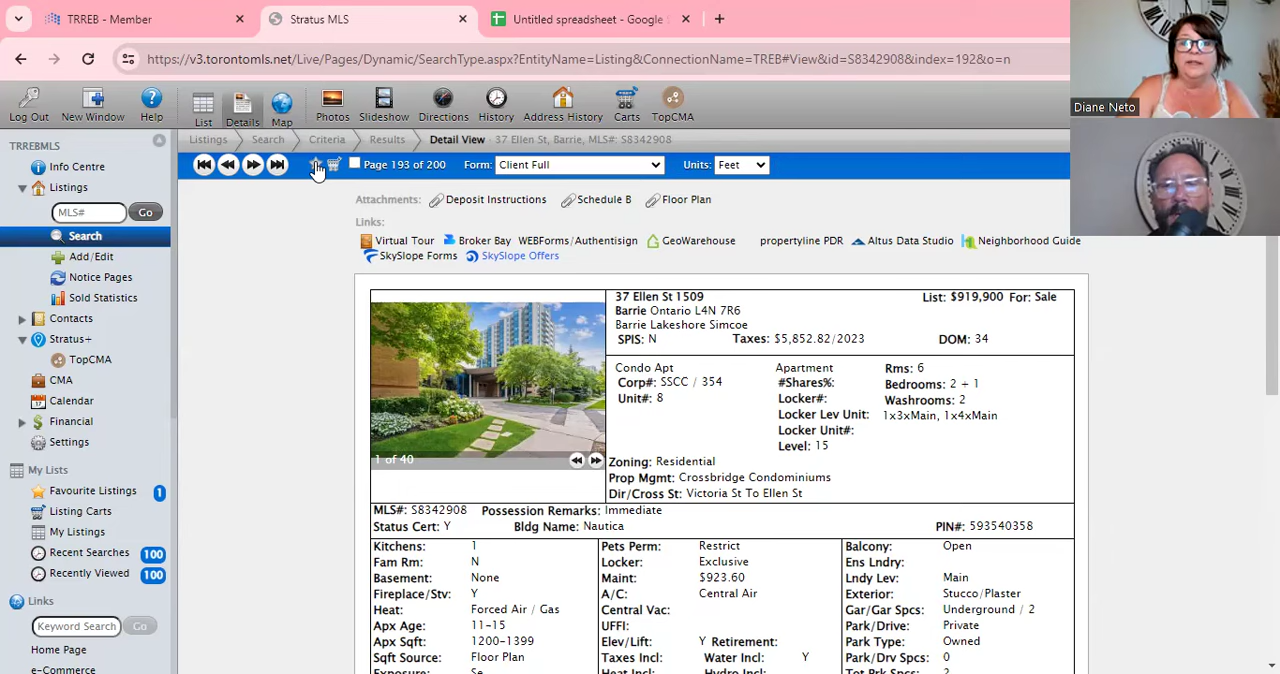 TRREB - Member
Stratus MLS
Untitled spreadsheet - Google
https://v3.torontomls.net/Live/Pages/Dynamic/SearchType.aspx?EntityName=Listing&ConnectionName=TREB#View&id=S8342908&index=192&o=n
Diane Neto
Log Out New Window Help List Details Map Photos Slideshow Directions History Address History Carts TopCMA
Listings Search Criteria Results Detail View · 37 Ellen St, Barrie, MLS#: S8342908
Page 193 of 200 Form: Client Full Units: Feet
TRREBMLS
Info Centre
Listings
MLS# Go
Search
Add/Edit
Notice Pages
Sold Statistics
Contacts
Stratus+
TopCMA
CMA
Calendar
Financial
Settings
My Lists
Favourite Listings 1
Listing Carts
My Listings
Recent Searches 100
Recently Viewed 100
Links
Keyword Search Go
Home Page
e-Commerce
Attachments: Deposit Instructions Schedule B Floor Plan
Links:
Virtual Tour Broker Bay WEBForms/Authentisign GeoWarehouse propertyline PDR Altus Data Studio Neighborhood Guide
SkySlope Forms SkySlope Offers
1 of 40
37 Ellen St 1509 List: $919,900 For: Sale
Barrie Ontario L4N 7R6
Barrie Lakeshore Simcoe
SPIS: N Taxes: $5,852.82/2023 DOM: 34
Condo Apt Apartment Rms: 6
Corp#: SSCC / 354 #Shares%: Bedrooms: 2 + 1
Unit#: 8 Locker#: Washrooms: 2
Locker Lev Unit: 1x3xMain, 1x4xMain
Locker Unit#:
Level: 15
Zoning: Residential
Prop Mgmt: Crossbridge Condominiums
Dir/Cross St: Victoria St To Ellen St
MLS#: S8342908 Possession Remarks: Immediate
Status Cert: Y Bldg Name: Nautica PIN#: 593540358
Kitchens: 1 Pets Perm: Restrict Balcony: Open
Fam Rm: N Locker: Exclusive Ens Lndry:
Basement: None Maint: $923.60 Lndy Lev: Main
Fireplace/Stv: Y A/C: Central Air Exterior: Stucco/Plaster
Heat: Forced Air / Gas Central Vac: Gar/Gar Spcs: Underground / 2
Apx Age: 11-15 UFFI: Park/Drive: Private
Apx Sqft: 1200-1399 Elev/Lift: Y Retirement: Park Type: Owned
Sqft Source: Floor Plan Taxes Incl: Water Incl: Y Park/Drv Spcs: 0
Exposure: Se Heat Incl: Hydro Incl: Tot Prk Spcs: 2